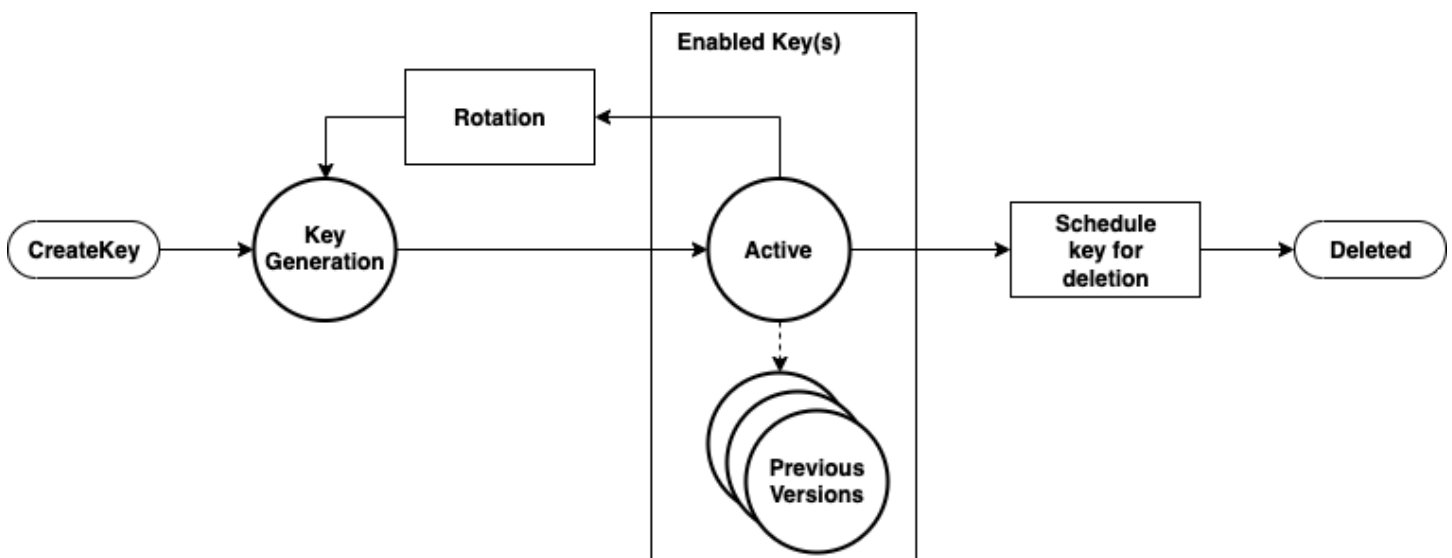 Enabled Key(s)
Rotation
CreateKey
Key
Generation
Active
Schedule
key for
deletion
Deleted
Previous
Versions